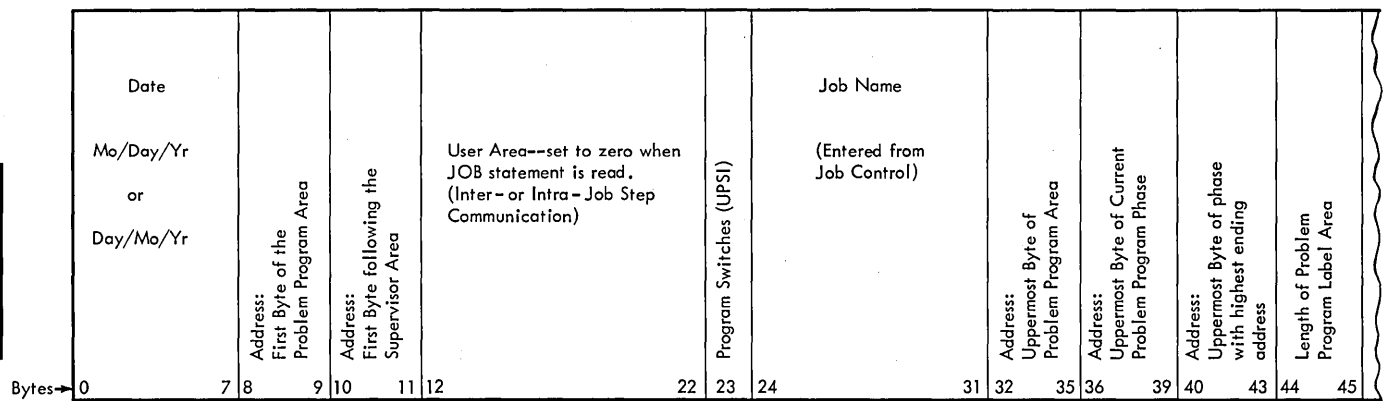 Date
Mo/Day/Yr
or
Day/Mo/Yr
Address:
First Byte of the
Problem Program Area
Address:
First Byte following the
Supervisor Area
User Area--set to zero when
JOB statement is read.
(Inter- or Intra-Job Step
Communication)
Program Switches (UPSI)
Job Name
(Entered from
Job Control)
Address:
Uppermost Byte of
Problem Program Area
Address:
Uppermost Byte of Current
Problem Program Phase
Address:
Uppermost Byte of phase
with highest ending
address
Length of Problem
Program Label Area
Bytes→ 0 7 8 9 10 11 12 22 23 24 31 32 35 36 39 40 43 44 45